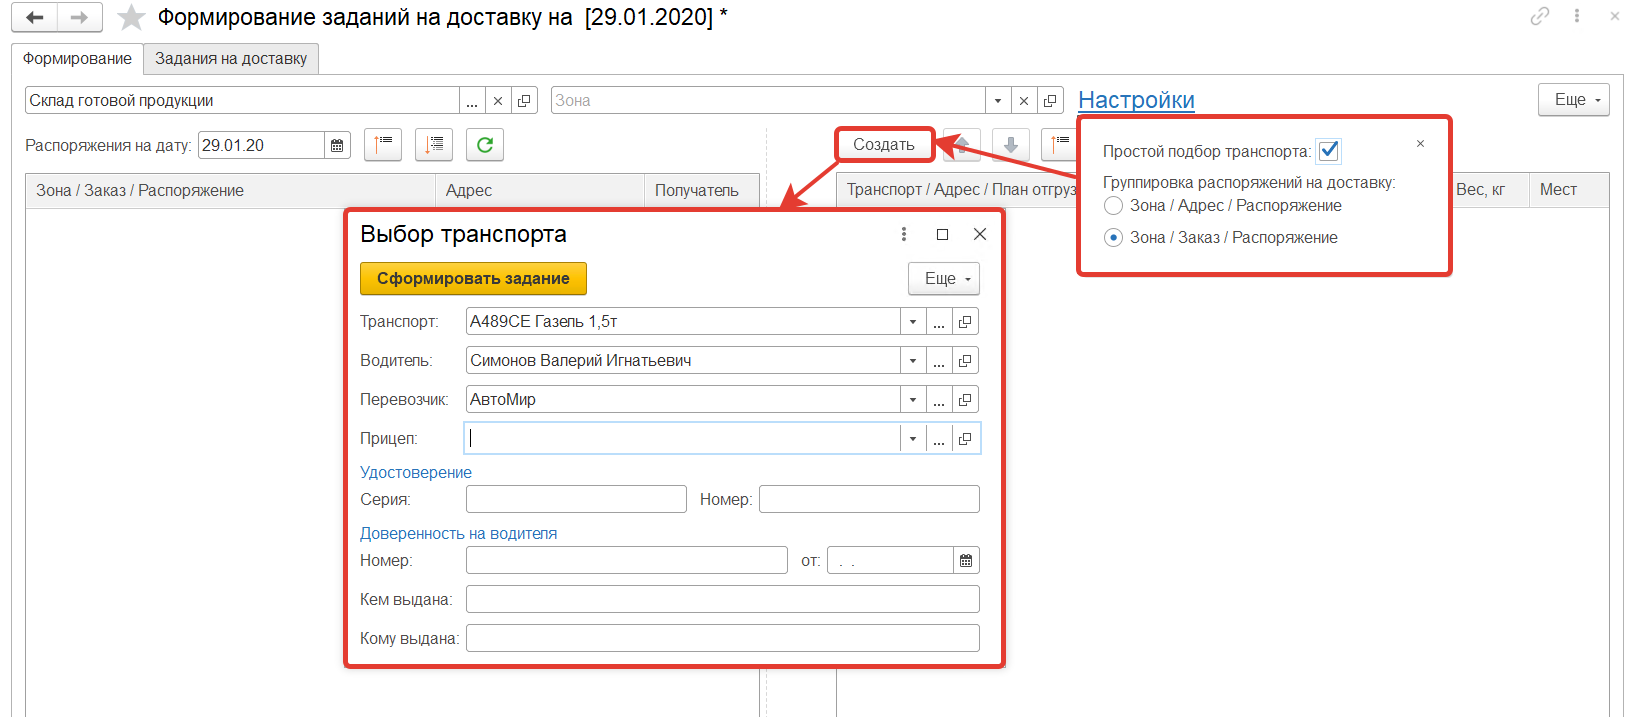 Формирование заданий на доставку на [29.01.2020] *
Формирование Задания на доставку
Склад готовой продукции ... × Зона × Настройки Еще
Распоряжения на дату: 29.01.20 Создать
Простой подбор транспорта: ×
Группировка распоряжений на доставку:
Зона / Адрес / Распоряжение
Зона / Заказ / Распоряжение
Зона / Заказ / Распоряжение Адрес Получатель Транспорт / Адрес / План отгруз Вес, кг Мест
Выбор транспорта
Сформировать задание Еще
Транспорт: А489СЕ Газель 1,5т ...
Водитель: Симонов Валерий Игнатьевич ...
Перевозчик: АвтоМир ...
Прицеп: ...
Удостоверение
Серия: Номер:
Доверенность на водителя
Номер: от: . .
Кем выдана:
Кому выдана: